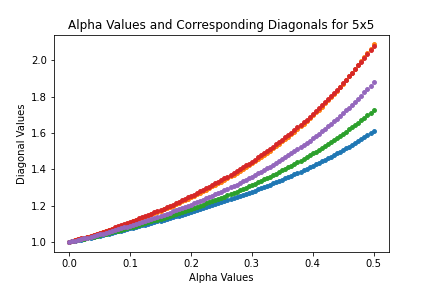 Alpha Values and Corresponding Diagonals for 5x5
Diagonal Values
2.0
1.8
1.6
1.4
1.2
1.0
0.0 0.1 0.2 0.3 0.4 0.5
Alpha Values